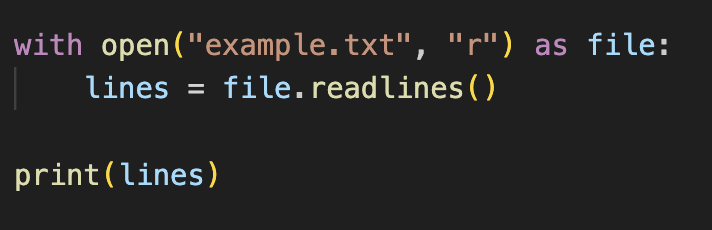 with open("example.txt", "r") as file:
    lines = file.readlines()
print(lines)